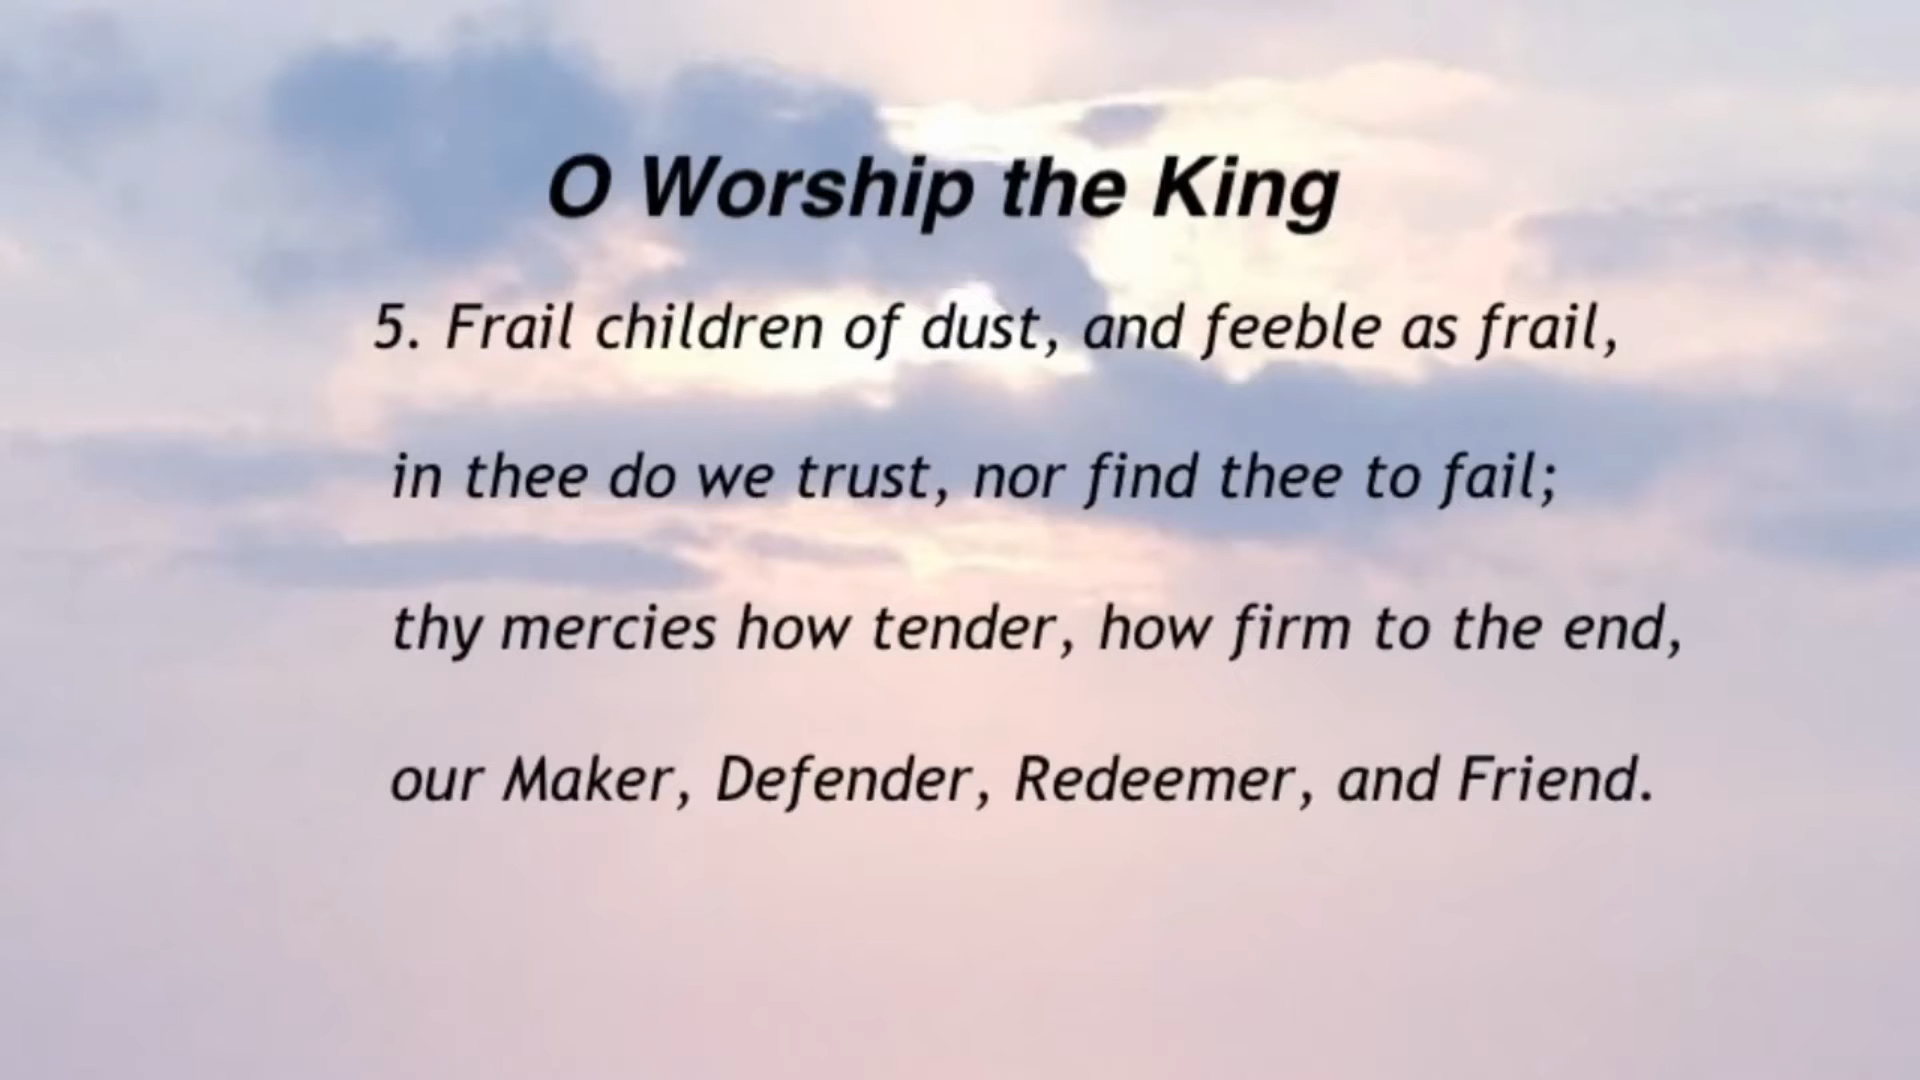 O Worship the King
5. Frail children of dust, and feeble as frail,
in thee do we trust, nor find thee to fail;
thy mercies how tender, how firm to the end,
our Maker, Defender, Redeemer, and Friend.